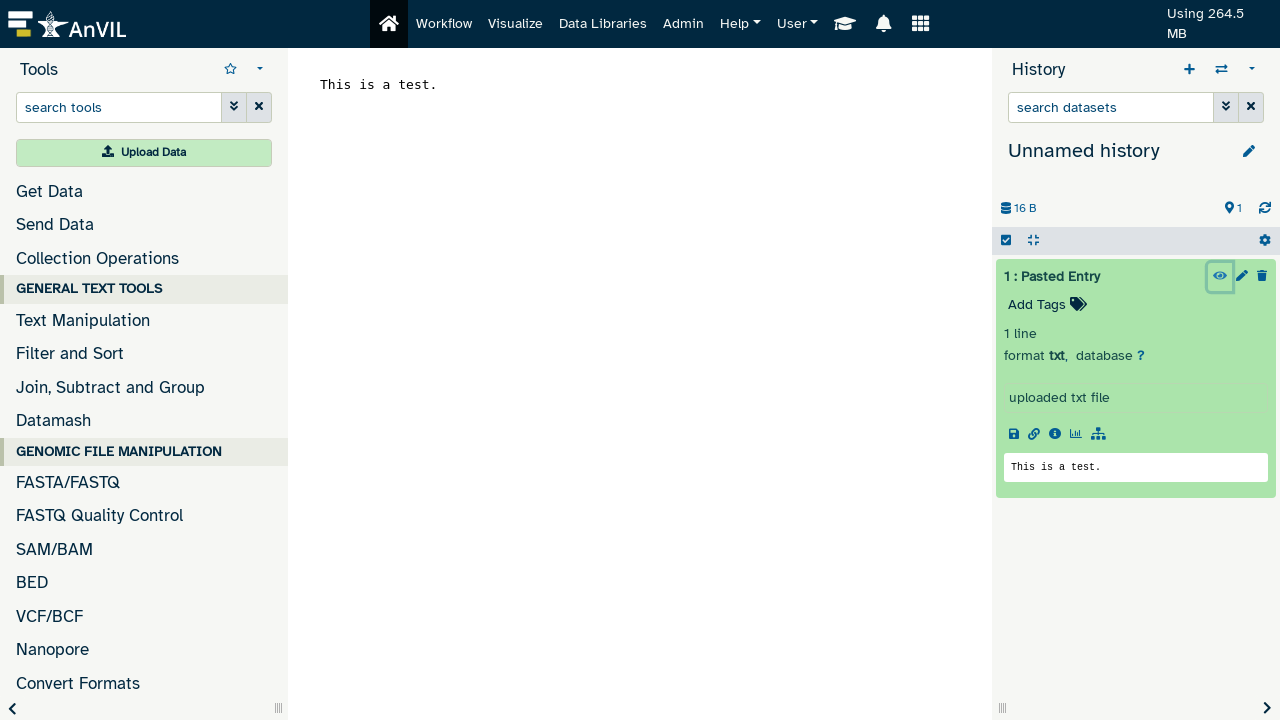 AnVIL
Workflow Visualize Data Libraries Admin Help User
Using 264.5
MB
Tools
search tools
Upload Data
Get Data
Send Data
Collection Operations
GENERAL TEXT TOOLS
Text Manipulation
Filter and Sort
Join, Subtract and Group
Datamash
GENOMIC FILE MANIPULATION
FASTA/FASTQ
FASTQ Quality Control
SAM/BAM
BED
VCF/BCF
Nanopore
Convert Formats
This is a test.
History
search datasets
Unnamed history
16 B 1
1 : Pasted Entry
Add Tags
1 line
format txt, database ?
uploaded txt file
This is a test.